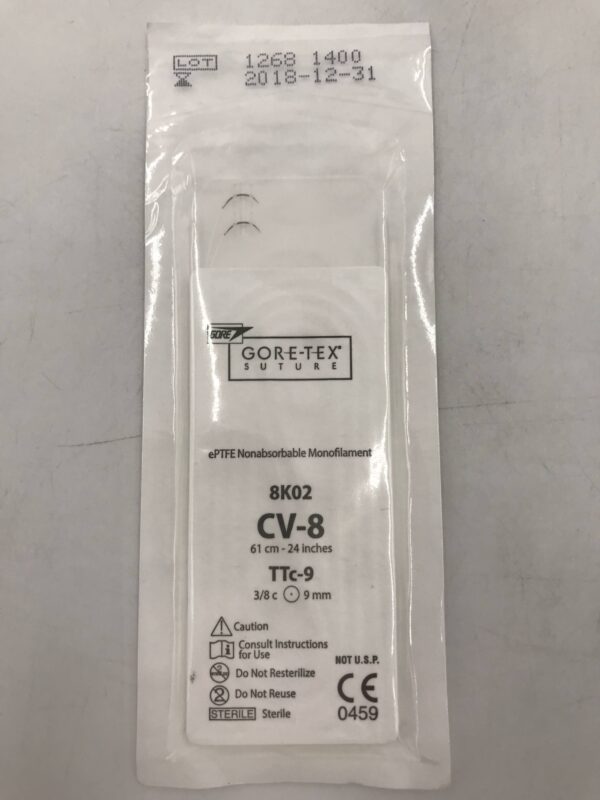 LOT 1268 1400
2018-12-31
GORE
GORE-TEX®
SUTURE
ePTFE Nonabsorbable Monofilament
8K02
CV-8
61 cm - 24 inches
TTc-9
3/8 c 9 mm
Caution
Consult Instructions
for Use
NOT U.S.P.
Do Not Resterilize
Do Not Reuse
CE
STERILE Sterile
0459